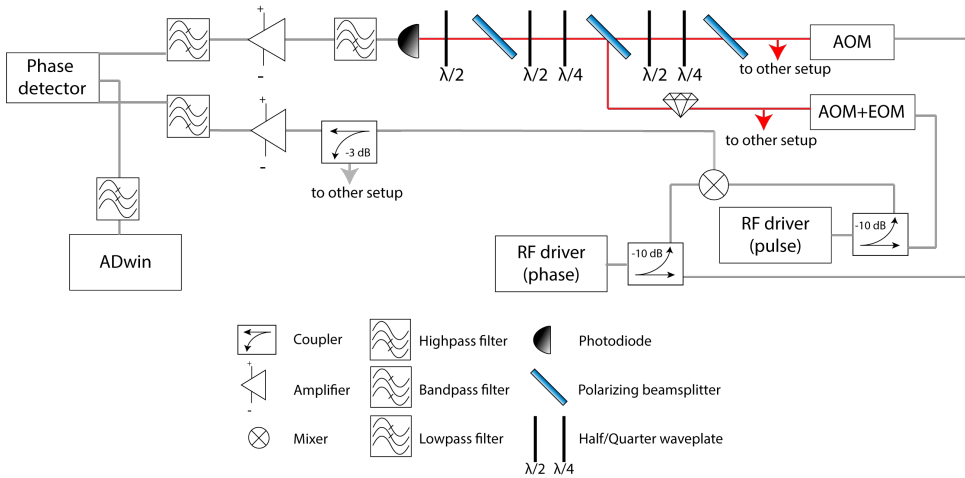 +
-
Phase
detector
λ/2
λ/2
λ/4
λ/2
λ/4
AOM
to other setup
AOM+EOM
to other setup
+
-
-3 dB
to other setup
ADwin
RF driver
(phase)
-10 dB
RF driver
(pulse)
-10 dB
Coupler
Highpass filter
Photodiode
+
-
Amplifier
Bandpass filter
Polarizing beamsplitter
Mixer
Lowpass filter
λ/2
λ/4
Half/Quarter waveplate